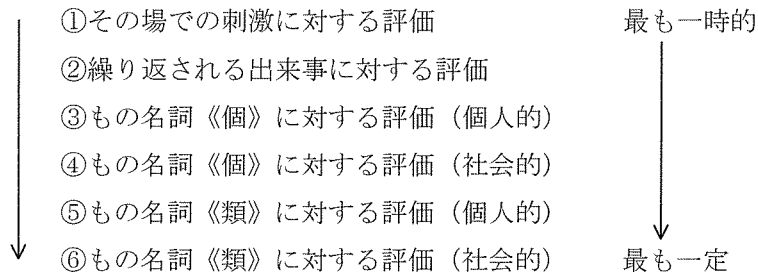 ①その場での刺激に対する評価 最も一時的
②繰り返される出来事に対する評価
③もの名詞《個》に対する評価（個人的）
④もの名詞《個》に対する評価（社会的）
⑤もの名詞《類》に対する評価（個人的）
⑥もの名詞《類》に対する評価（社会的） 最も一定